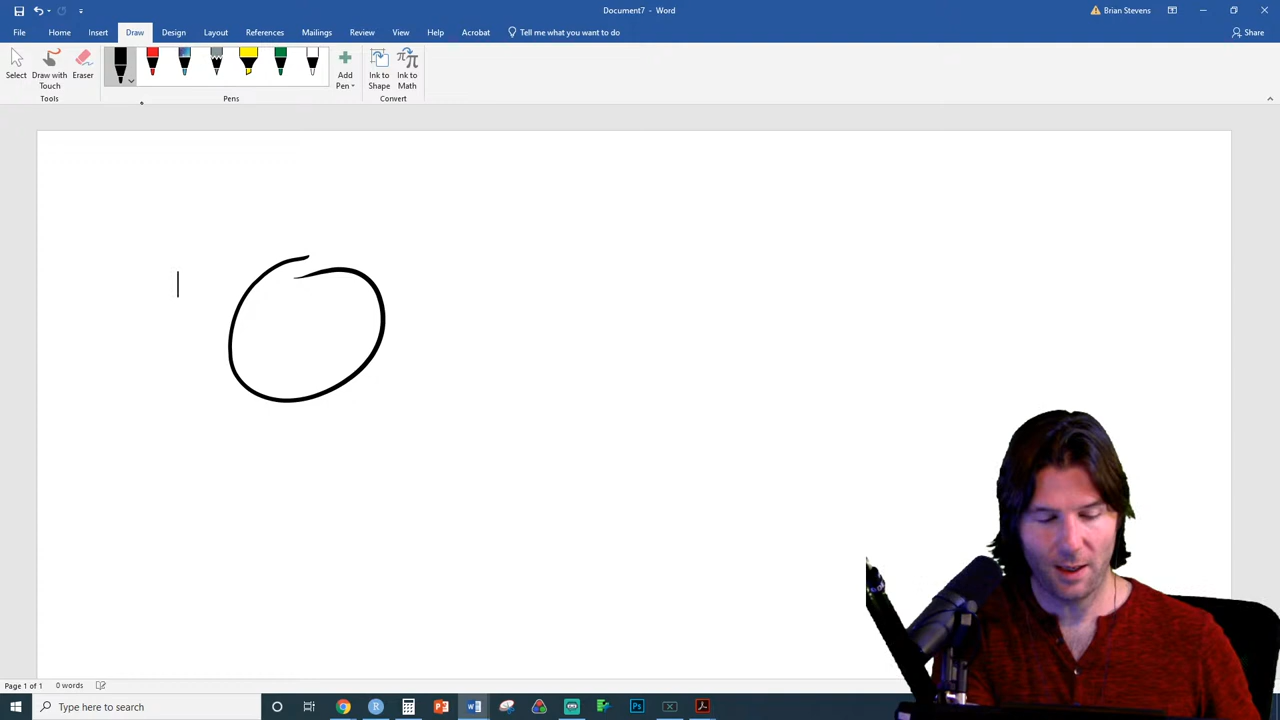 Document7 - Word
Brian Stevens
File Home Insert Draw Design Layout References Mailings Review View Help Acrobat Tell me what you want to do Share
Select Draw with Touch Eraser Add Pen Ink to Shape Ink to Math
Tools Pens Convert
Page 1 of 1 0 words
Type here to search